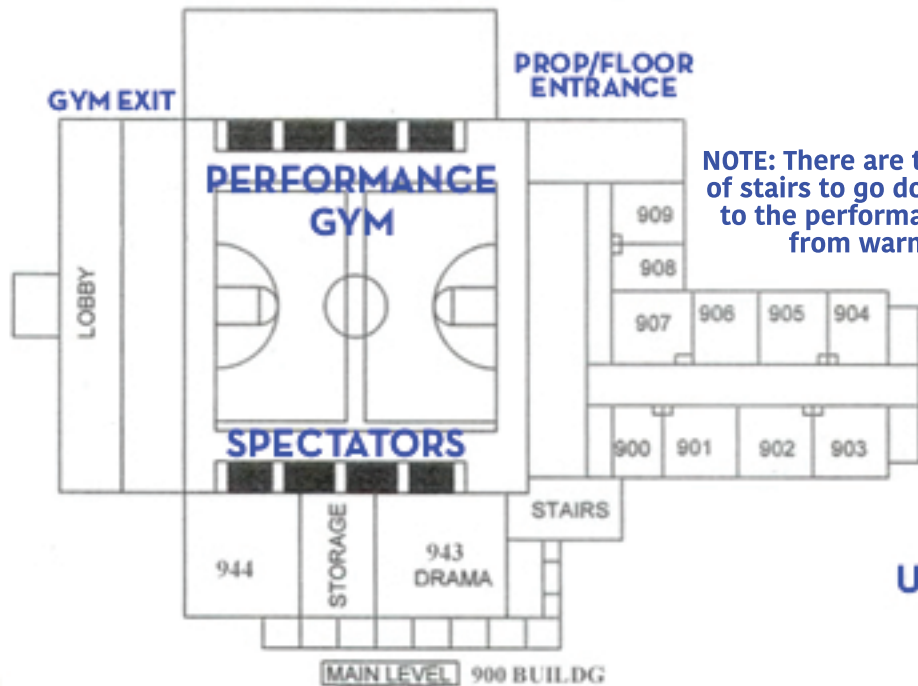 PROP/FLOOR
ENTRANCE
GYM EXIT
NOTE: There are t
of stairs to go do
to the performa
from warn
PERFORMANCE
GYM
909
908
LOBBY
907
906
905
904
SPECTATORS
900
901
902
903
STAIRS
STORAGE
944
943
DRAMA
U
MAIN LEVEL 900 BUILDG